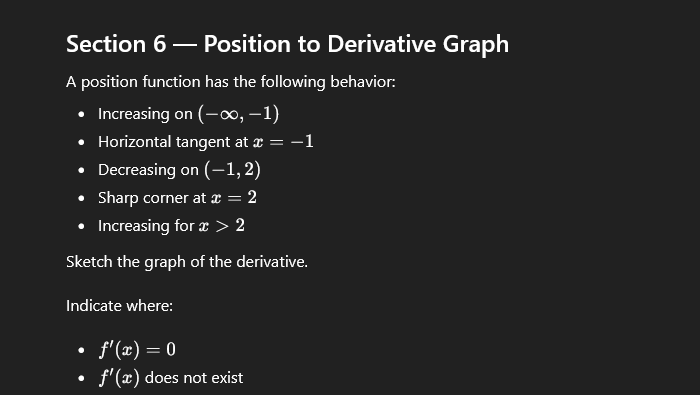 Section 6 — Position to Derivative Graph
A position function has the following behavior:
• Increasing on (−∞, −1)
• Horizontal tangent at x = −1
• Decreasing on (−1, 2)
• Sharp corner at x = 2
• Increasing for x > 2
Sketch the graph of the derivative.
Indicate where:
• f′(x) = 0
• f′(x) does not exist